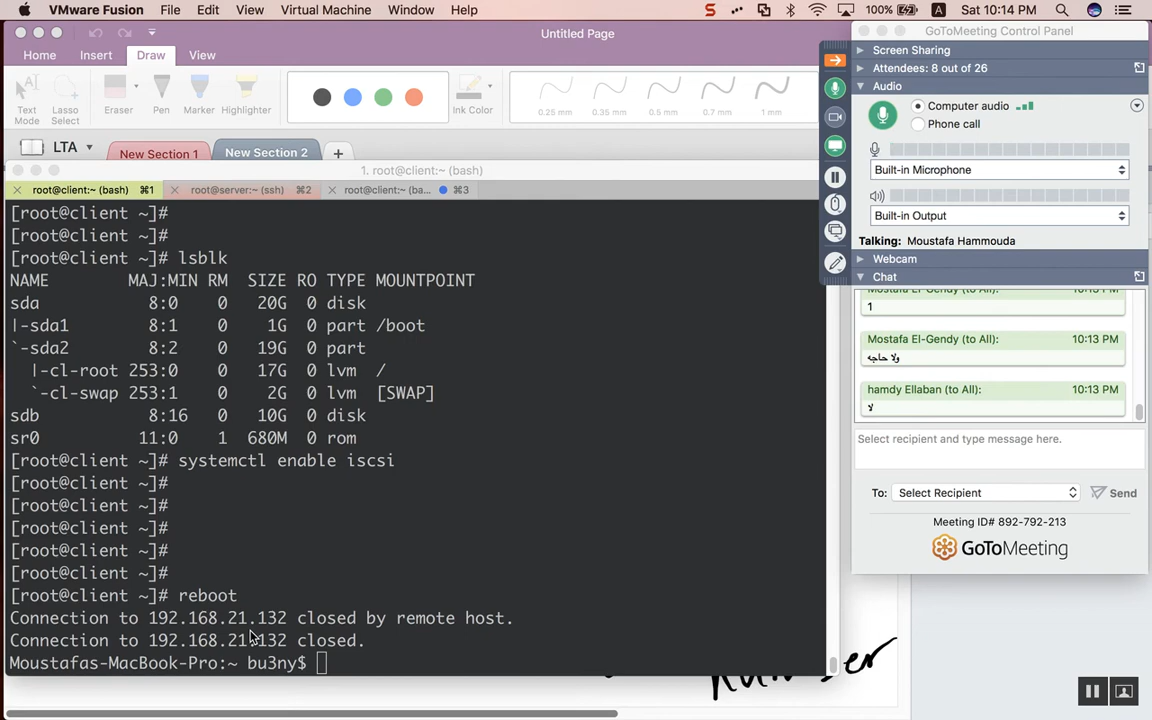 VMware Fusion File Edit View Virtual Machine Window Help 100% A Sat 10:14 PM
Untitled Page
Home Insert Draw View
Text Mode Lasso Select Eraser Pen Marker Highlighter Ink Color 0.25 mm 0.35 mm 0.5 mm 0.7 mm 1 mm
LTA New Section 1 New Section 2 +
1. root@client:~ (bash)
root@client:~ (bash) ⌘1 root@server:~ (ssh) ⌘2 root@client:~ (ba... ⌘3
[root@client ~]#
[root@client ~]#
[root@client ~]# lsblk
NAME MAJ:MIN RM SIZE RO TYPE MOUNTPOINT
sda 8:0 0 20G 0 disk
|-sda1 8:1 0 1G 0 part /boot
`-sda2 8:2 0 19G 0 part
|-cl-root 253:0 0 17G 0 lvm /
`-cl-swap 253:1 0 2G 0 lvm [SWAP]
sdb 8:16 0 10G 0 disk
sr0 11:0 1 680M 0 rom
[root@client ~]# systemctl enable iscsi
[root@client ~]#
[root@client ~]#
[root@client ~]#
[root@client ~]#
[root@client ~]#
[root@client ~]# reboot
Connection to 192.168.21.132 closed by remote host.
Connection to 192.168.21.132 closed.
Moustafas-MacBook-Pro:~ bu3ny$
GoToMeeting Control Panel
Screen Sharing
Attendees: 8 out of 26
Audio
Computer audio
Phone call
Built-in Microphone
Built-in Output
Talking: Moustafa Hammouda
Webcam
Chat
Mostafa El-Gendy (to All): 10:13 PM
1
Mostafa El-Gendy (to All): 10:13 PM
ولا حاجه
hamdy Ellaban (to All): 10:13 PM
لا
Select recipient and type message here.
To: Select Recipient Send
Meeting ID# 892-792-213
GoToMeeting